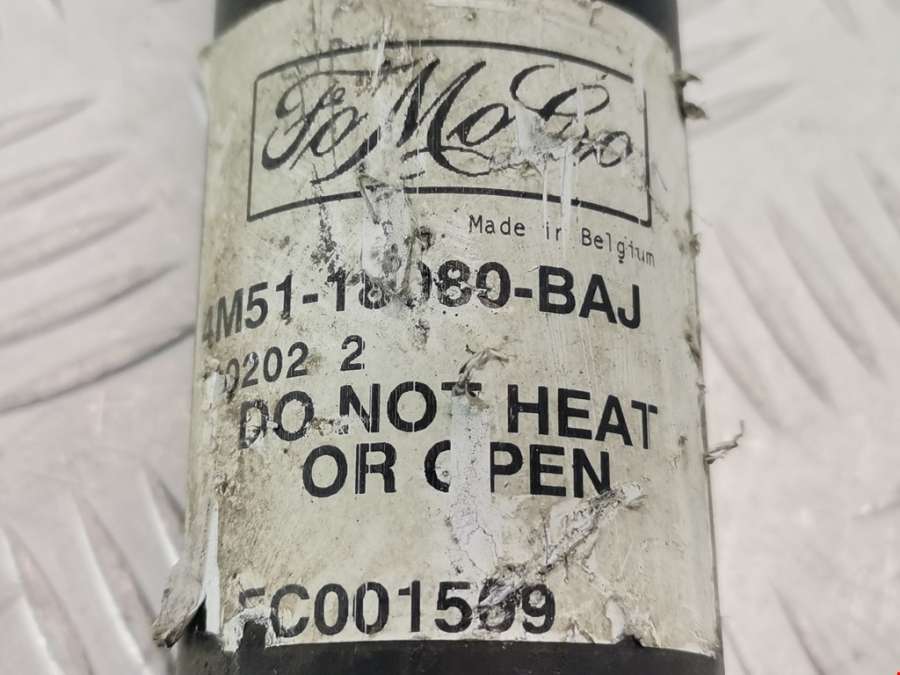 FoMoCo
Made in Belgium
4M51-18080-BAJ
0202 2
DO NOT HEAT
OR OPEN